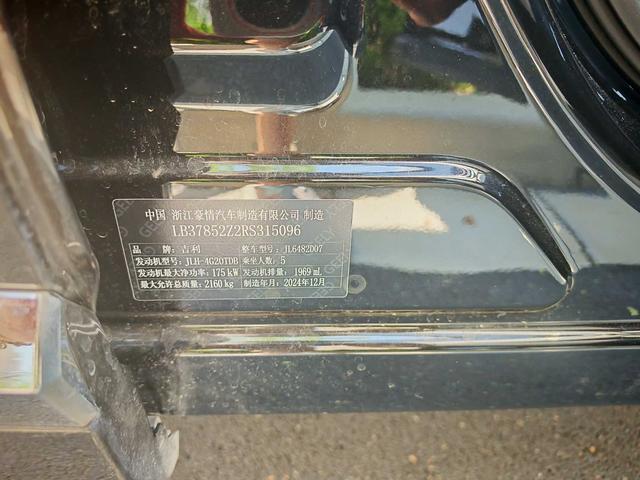 中国 浙江豪情汽车制造有限公司 制造
LB37852Z2RS315096
品 牌: 吉利 整车型号: JL6482D07
发动机型号: JLH-4G20TDB 乘坐人数: 5
发动机最大净功率: 175 kW 发动机排量: 1969 mL
最大允许总质量: 2160 kg 制造年月: 2024年12月